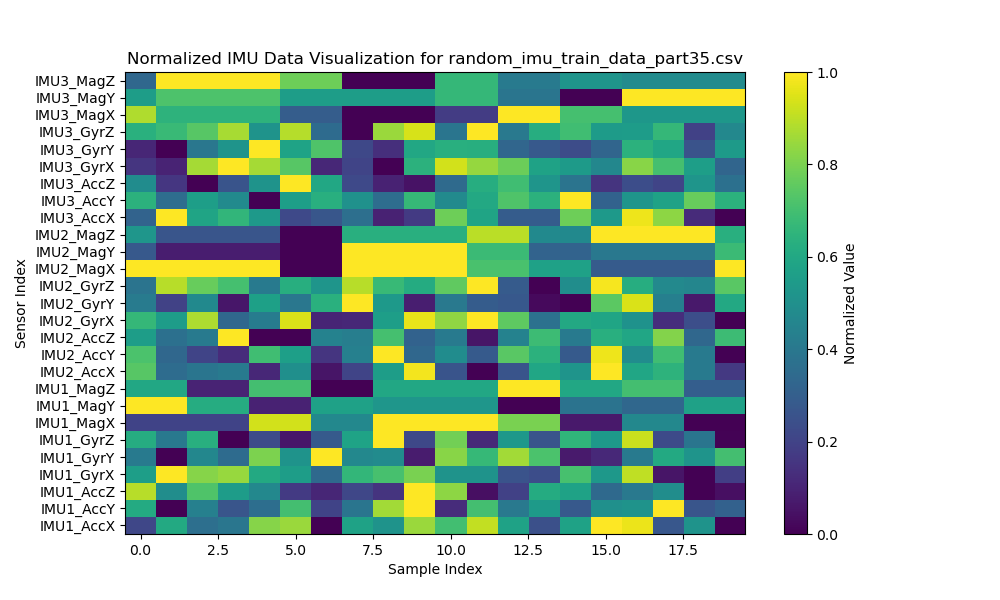 Normalized IMU Data Visualization for random_imu_train_data_part35.csv
IMU3_MagZ
IMU3_MagY
IMU3_MagX
IMU3_GyrZ
IMU3_GyrY
IMU3_GyrX
IMU3_AccZ
IMU3_AccY
IMU3_AccX
IMU2_MagZ
IMU2_MagY
IMU2_MagX
IMU2_GyrZ
IMU2_GyrY
IMU2_GyrX
IMU2_AccZ
IMU2_AccY
IMU2_AccX
IMU1_MagZ
IMU1_MagY
IMU1_MagX
IMU1_GyrZ
IMU1_GyrY
IMU1_GyrX
IMU1_AccZ
IMU1_AccY
IMU1_AccX
Sensor Index
0.0 2.5 5.0 7.5 10.0 12.5 15.0 17.5
Sample Index
1.0
0.8
0.6
0.4
0.2
0.0
Normalized Value